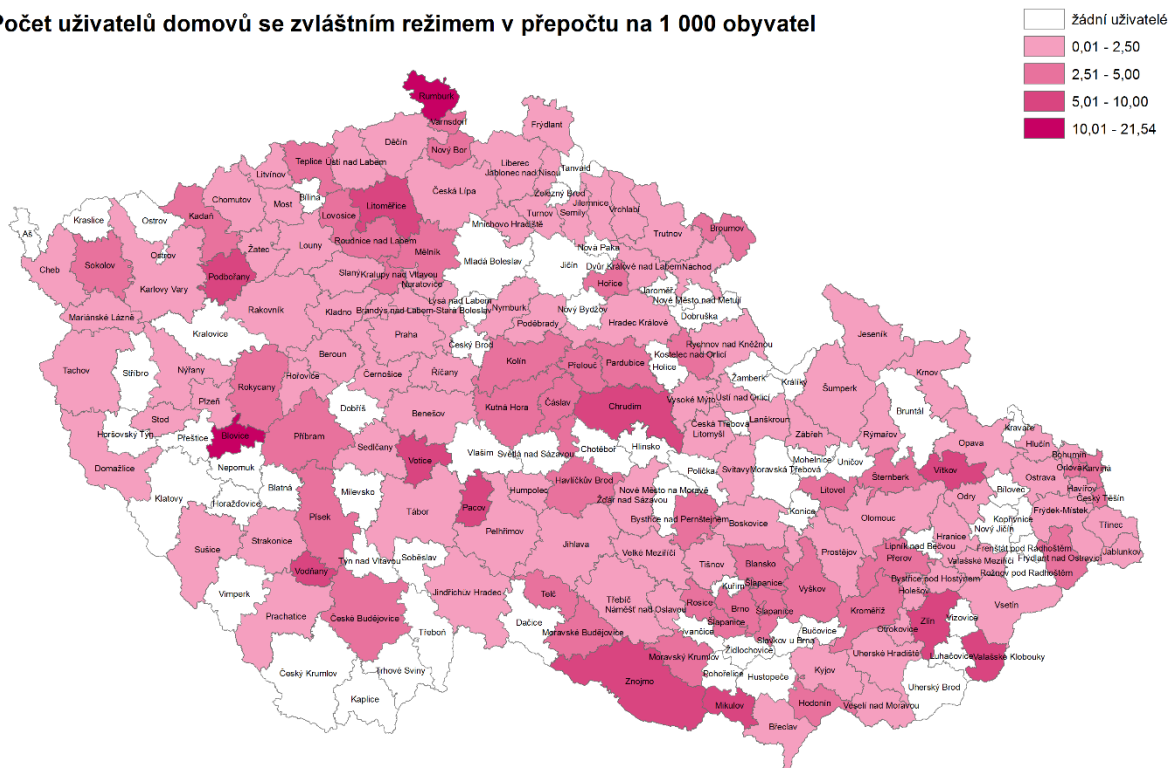 Počet uživatelů domovů se zvláštním režimem v přepočtu na 1 000 obyvatel
žádní uživatelé
0,01 - 2,50
2,51 - 5,00
5,01 - 10,00
10,01 - 21,54
Rumburk
Varnsdorf
Frýdlant
Děčín
Nový Bor
Teplice
Ústí nad Labem
Liberec
Jablonec nad Nisou
Tanvald
Litvínov
Česká Lípa
Železný Brod
Jilemnice
Vrchlabí
Chomutov
Most
Bílina
Litoměřice
Lovosice
Turnov
Semily
Trutnov
Broumov
Kraslice
Ostrov
Kadaň
Roudnice nad Labem
Mnichovo Hradiště
Aš
Louny
Žatec
Mělník
Mladá Boleslav
Jičín
Nová Paka
Dvůr Králové nad Labem
Náchod
Cheb
Sokolov
Ostrov
Podbořany
Slaný
Kralupy nad Vltavou
Neratovice
Hořice
Jaroměř
Nové Město nad Metují
Karlovy Vary
Rakovník
Kladno
Lysá nad Labem
Brandýs nad Labem-Stará Boleslav
Nymburk
Nový Bydžov
Dobruška
Mariánské Lázně
Kralovice
Praha
Poděbrady
Hradec Králové
Jeseník
Beroun
Český Brod
Kolín
Přelouč
Pardubice
Rychnov nad Kněžnou
Kostelec nad Orlicí
Holice
Tachov
Stříbro
Nýřany
Rokycany
Hořovice
Černošice
Říčany
Žamberk
Králíky
Šumperk
Krnov
Plzeň
Dobříš
Benešov
Kutná Hora
Čáslav
Chrudim
Vysoké Mýto
Ústí nad Orlicí
Bruntál
Stod
Blovice
Příbram
Česká Třebova
Lanškroun
Litomyšl
Zábřeh
Rýmařov
Kravaře
Horšovský Týn
Přeštice
Sedlčany
Votice
Vlašim
Světlá nad Sázavou
Chotěboř
Hlinsko
Opava
Hlučín
Bohumín
Domažlice
Nepomuk
Polička
Svitavy
Moravská Třebová
Mohelnice
Uničov
Šternberk
Vítkov
Orlová
Karviná
Ostrava
Klatovy
Horažďovice
Blatná
Milevsko
Tábor
Pacov
Humpolec
Havlíčkův Brod
Žďár nad Sázavou
Nové Město na Moravě
Litovel
Bílovec
Havířov
Český Těšín
Písek
Bystřice nad Pernštejnem
Boskovice
Konice
Olomouc
Odry
Kopřivnice
Frýdek-Místek
Třinec
Sušice
Strakonice
Pelhřimov
Jihlava
Velké Meziříčí
Prostějov
Hranice
Nový Jičín
Lipník nad Bečvou
Frenštát pod Radhoštěm
Frýdlant nad Ostravicí
Jablunkov
Vodňany
Týn nad Vltavou
Soběslav
Tišnov
Blansko
Přerov
Valašské Meziříčí
Rožnov pod Radhoštěm
Vimperk
Jindřichův Hradec
Telč
Třebíč
Náměšť nad Oslavou
Kuřim
Šlapanice
Vyškov
Bystřice pod Hostýnem
Holešov
Vsetín
Prachatice
České Budějovice
Třeboň
Dačice
Rosice
Brno
Šlapanice
Kroměříž
Zlín
Vizovice
Moravské Budějovice
Ivančice
Šlapanice
Slavkov u Brna
Bučovice
Otrokovice
Český Krumlov
Trhové Sviny
Kaplice
Moravský Krumlov
Židlochovice
Pohořelice
Hustopeče
Kyjov
Uherské Hradiště
Luhačovice
Valašské Klobouky
Znojmo
Mikulov
Břeclav
Hodonín
Veselí nad Moravou
Uherský Brod